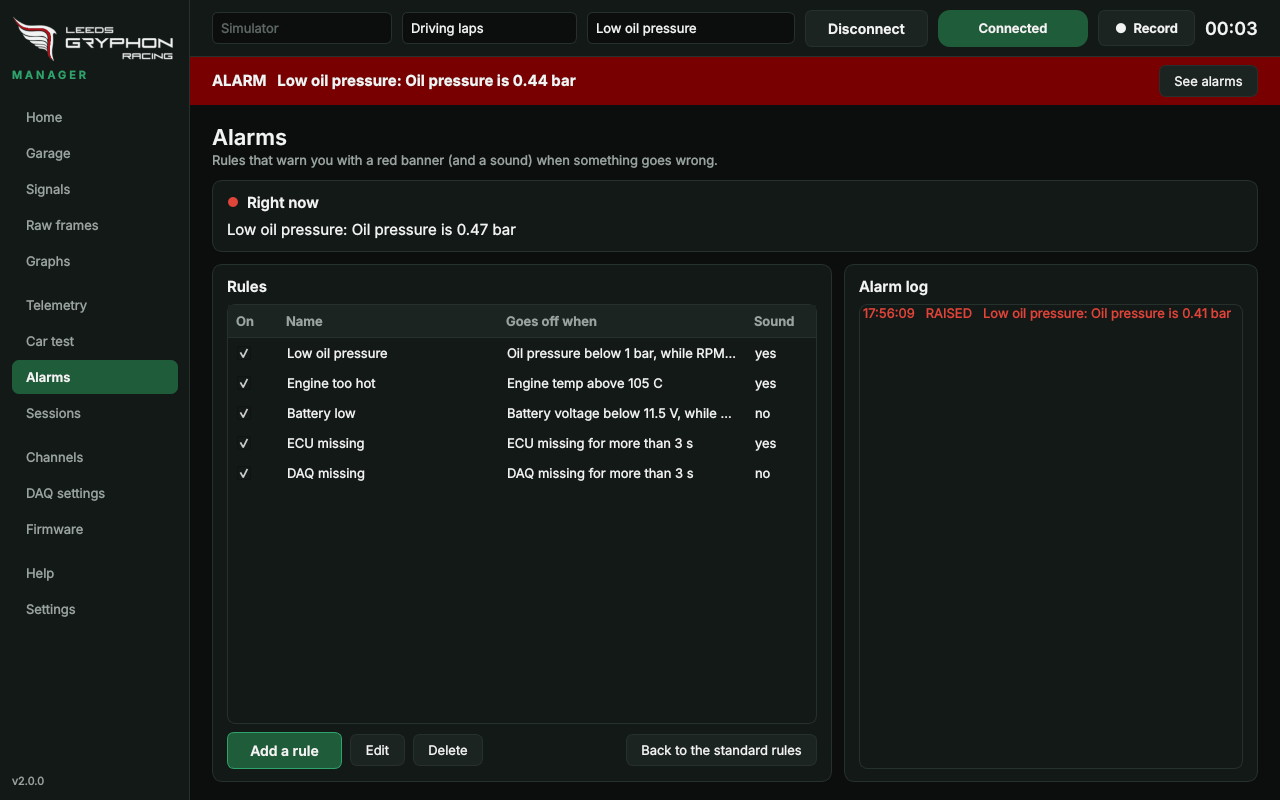 LEEDS
GRYPHON
RACING
MANAGER
Home
Garage
Signals
Raw frames
Graphs
Telemetry
Car test
Alarms
Sessions
Channels
DAQ settings
Firmware
Help
Settings
v2.0.0
Simulator
Driving laps
Low oil pressure
Disconnect
Connected
Record
00:03
ALARM Low oil pressure: Oil pressure is 0.44 bar
See alarms
Alarms
Rules that warn you with a red banner (and a sound) when something goes wrong.
Right now
Low oil pressure: Oil pressure is 0.47 bar
Rules
On Name Goes off when Sound
✓ Low oil pressure Oil pressure below 1 bar, while RPM... yes
✓ Engine too hot Engine temp above 105 C yes
✓ Battery low Battery voltage below 11.5 V, while ... no
✓ ECU missing ECU missing for more than 3 s yes
✓ DAQ missing DAQ missing for more than 3 s no
Add a rule
Edit
Delete
Back to the standard rules
Alarm log
17:56:09 RAISED Low oil pressure: Oil pressure is 0.41 bar